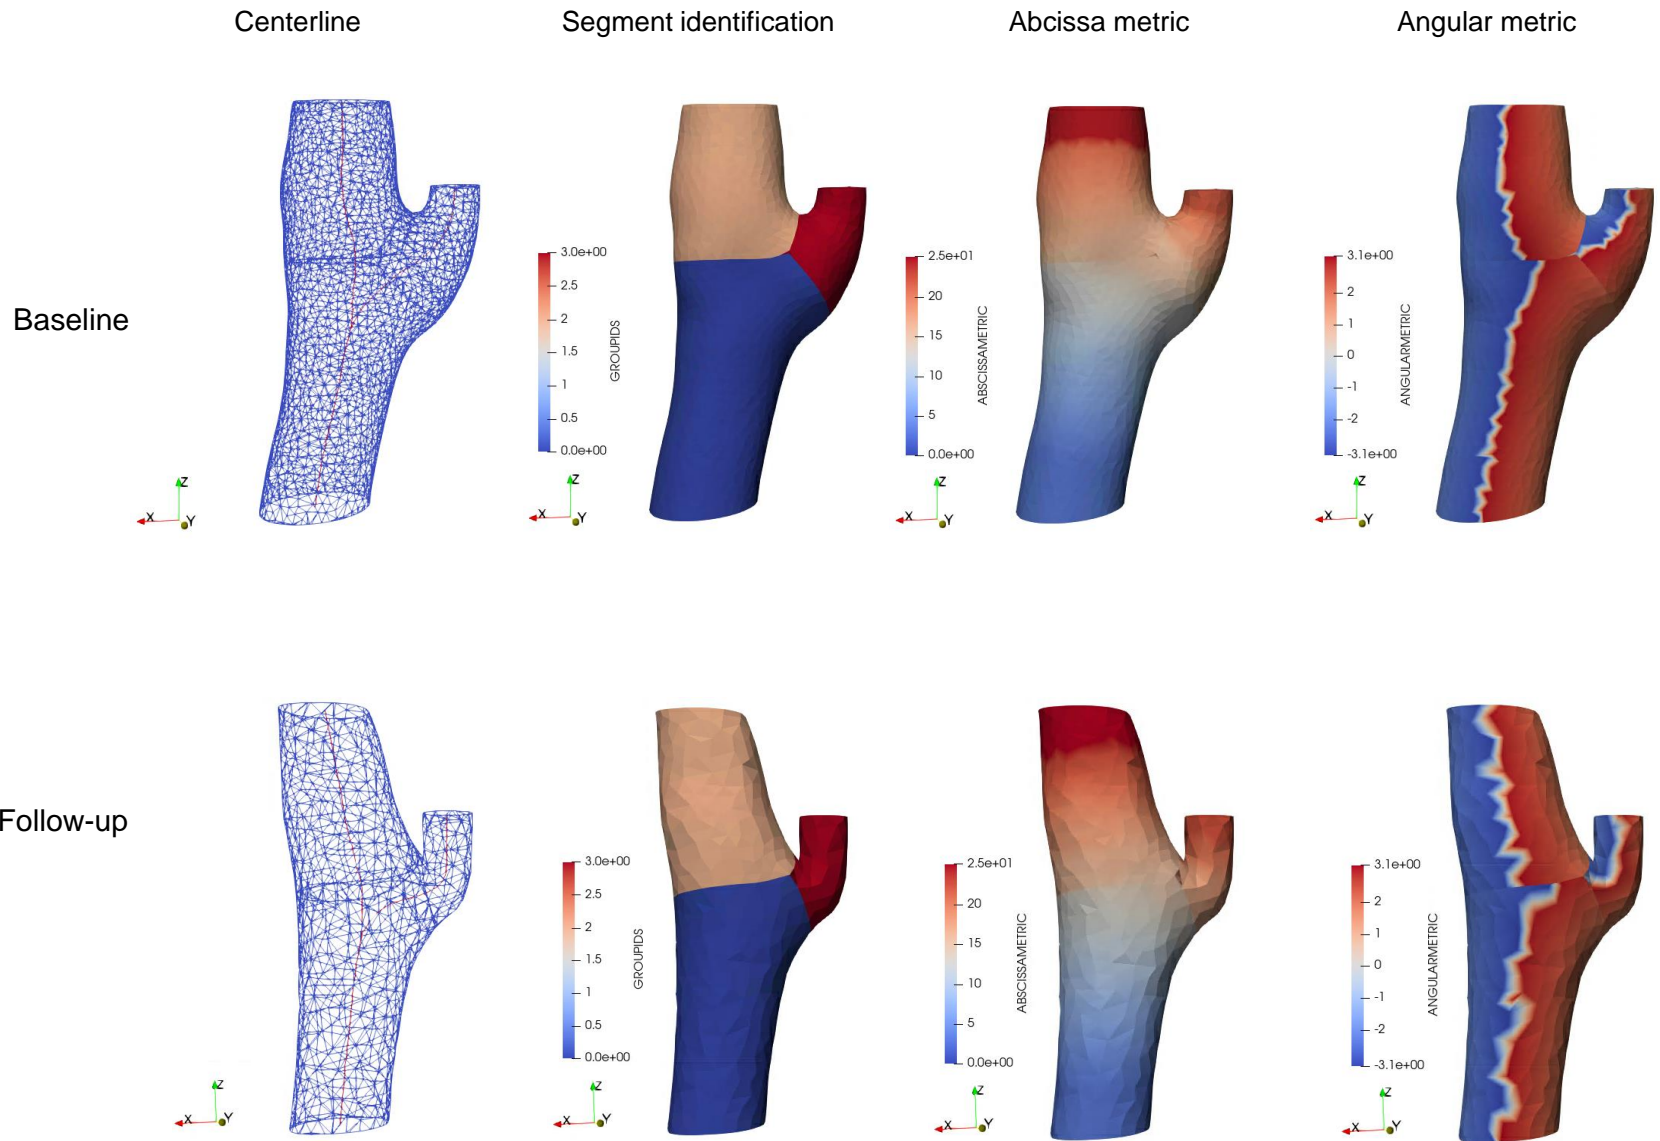 Centerline
Segment identification
Abcissa metric
Angular metric
Baseline
Z
X
Y
3.0e+00
2.5
2
1.5
1
0.5
0.0e+00
GROUPIDS
Z
X
Y
2.5e+01
20
15
10
5
0.0e+00
ABSCISSAMETRIC
Z
X
Y
3.1e+00
2
1
0
-1
-2
-3.1e+00
ANGULARMETRIC
Z
X
Y
Follow-up
Z
X
Y
3.0e+00
2.5
2
1.5
1
0.5
0.0e+00
GROUPIDS
Z
X
Y
2.5e+01
20
15
10
5
0.0e+00
ABSCISSAMETRIC
Z
X
Y
3.1e+00
2
1
0
-1
-2
-3.1e+00
ANGULARMETRIC
Z
X
Y